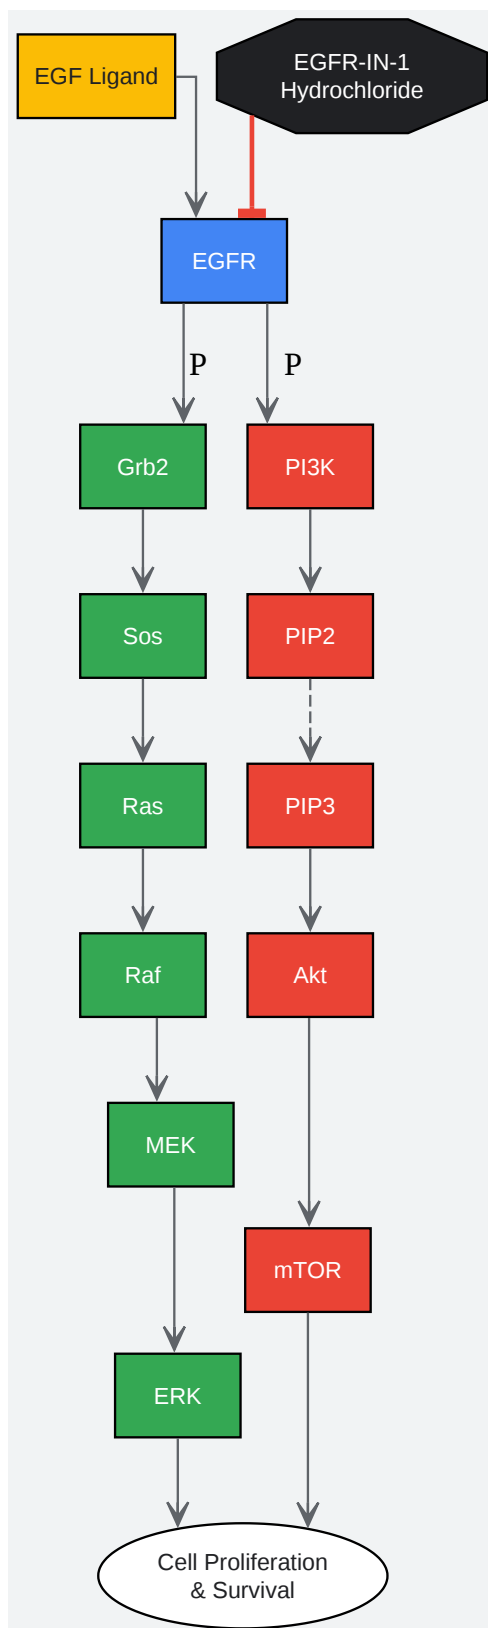 EGF Ligand
EGFR-IN-1
Hydrochloride
EGFR
P
P
Grb2
PI3K
Sos
PIP2
Ras
PIP3
Raf
Akt
MEK
mTOR
ERK
Cell Proliferation
& Survival